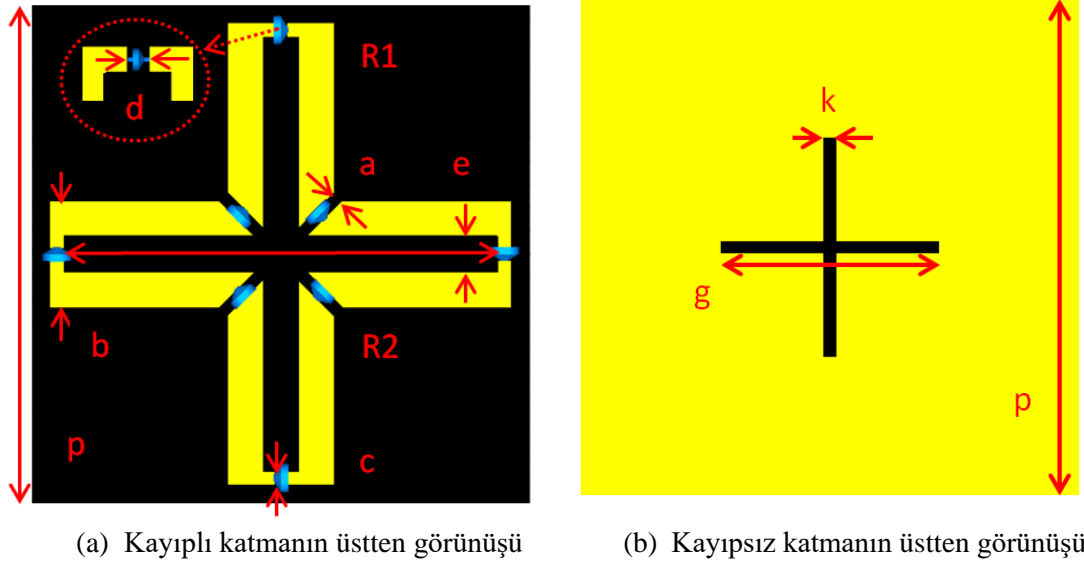 R1
d
a
e
b
R2
p
c
k
g
p
(a) Kayıplı katmanın üstten görünüşü
(b) Kayıpsız katmanın üstten görünüşü